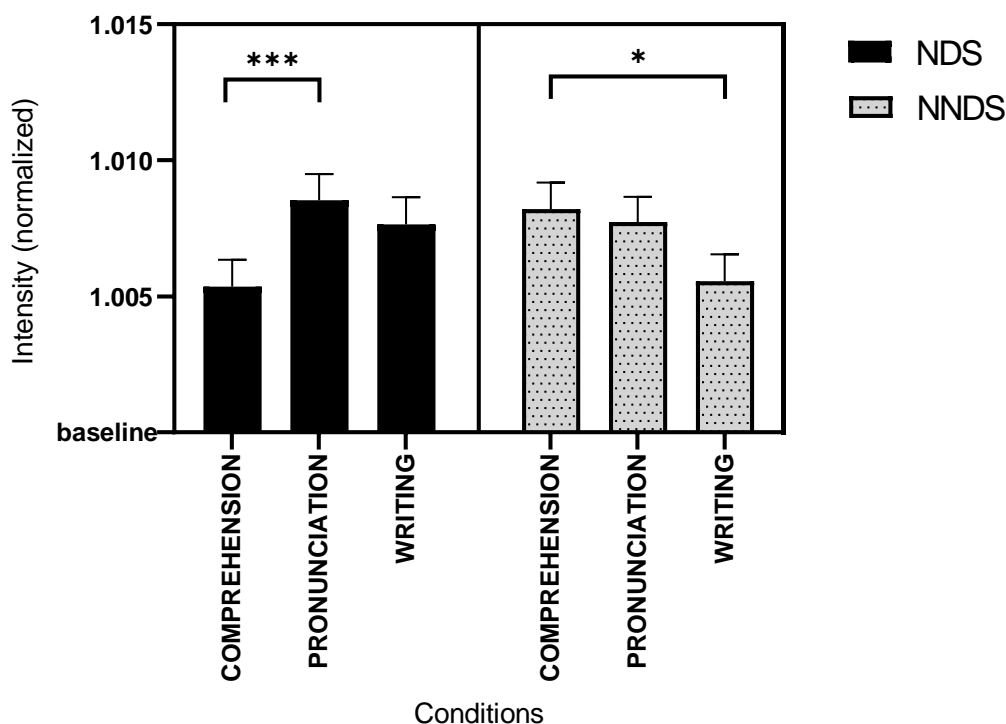 1.015
1.010
1.005
baseline
Intensity (normalized)
***
*
NDS
NNDS
COMPREHENSION
PRONUNCIATION
WRITING
COMPREHENSION
PRONUNCIATION
WRITING
Conditions